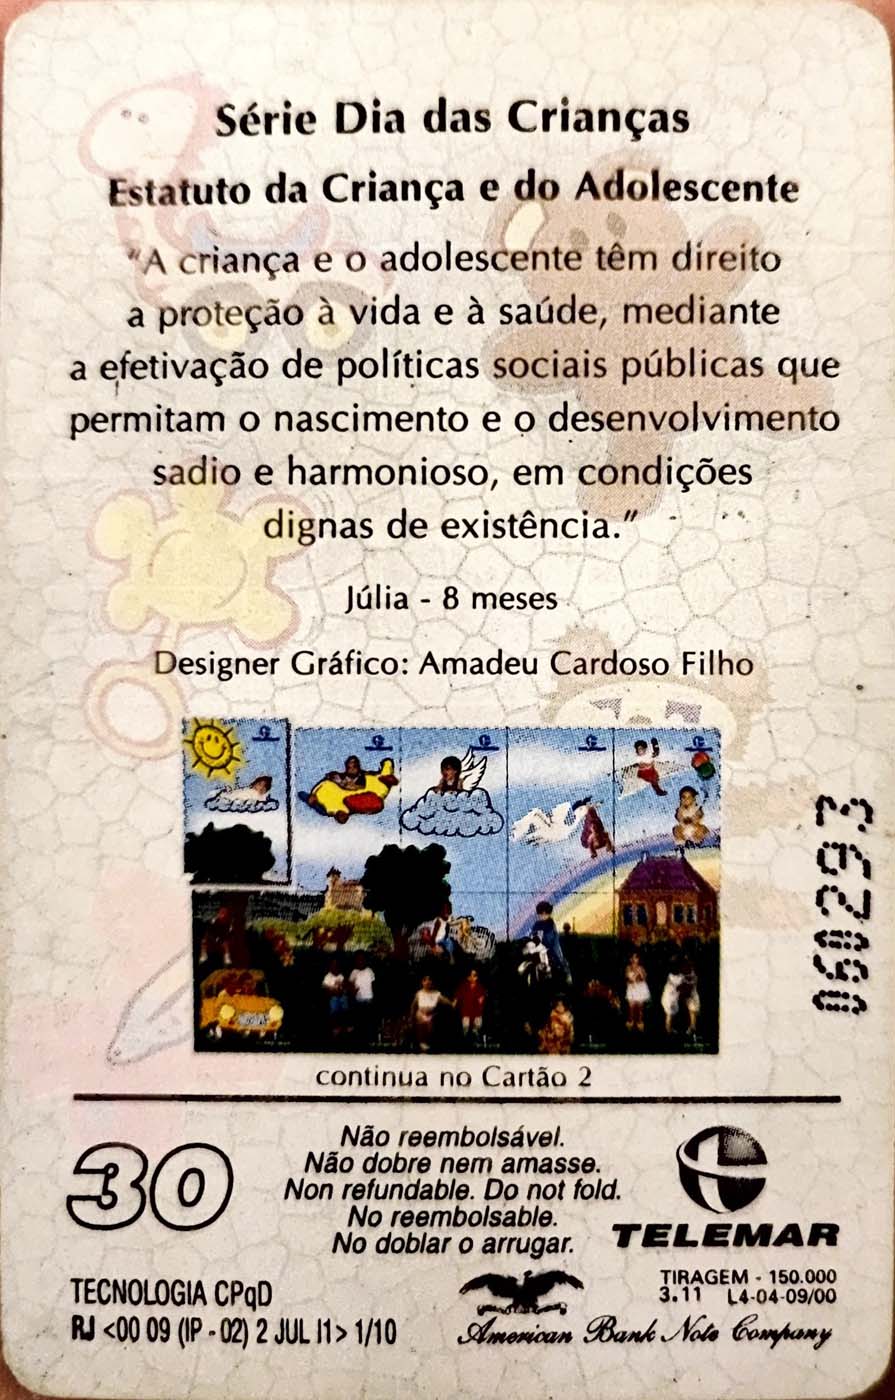 Série Dia das Crianças
Estatuto da Criança e do Adolescente
"A criança e o adolescente têm direito
a proteção à vida e à saúde, mediante
a efetivação de políticas sociais públicas que
permitam o nascimento e o desenvolvimento
sadio e harmonioso, em condições
dignas de existência."
Júlia - 8 meses
Designer Gráfico: Amadeu Cardoso Filho
060293
continua no Cartão 2
30
Não reembolsável.
Não dobre nem amasse.
Non refundable. Do not fold.
No reembolsable.
No doblar o arrugar.
TELEMAR
TECNOLOGIA CPqD
RJ <00 09 (IP - 02) 2 JUL I1> 1/10
TIRAGEM - 150.000
3.11 L4-04-09/00
American Bank Note Company